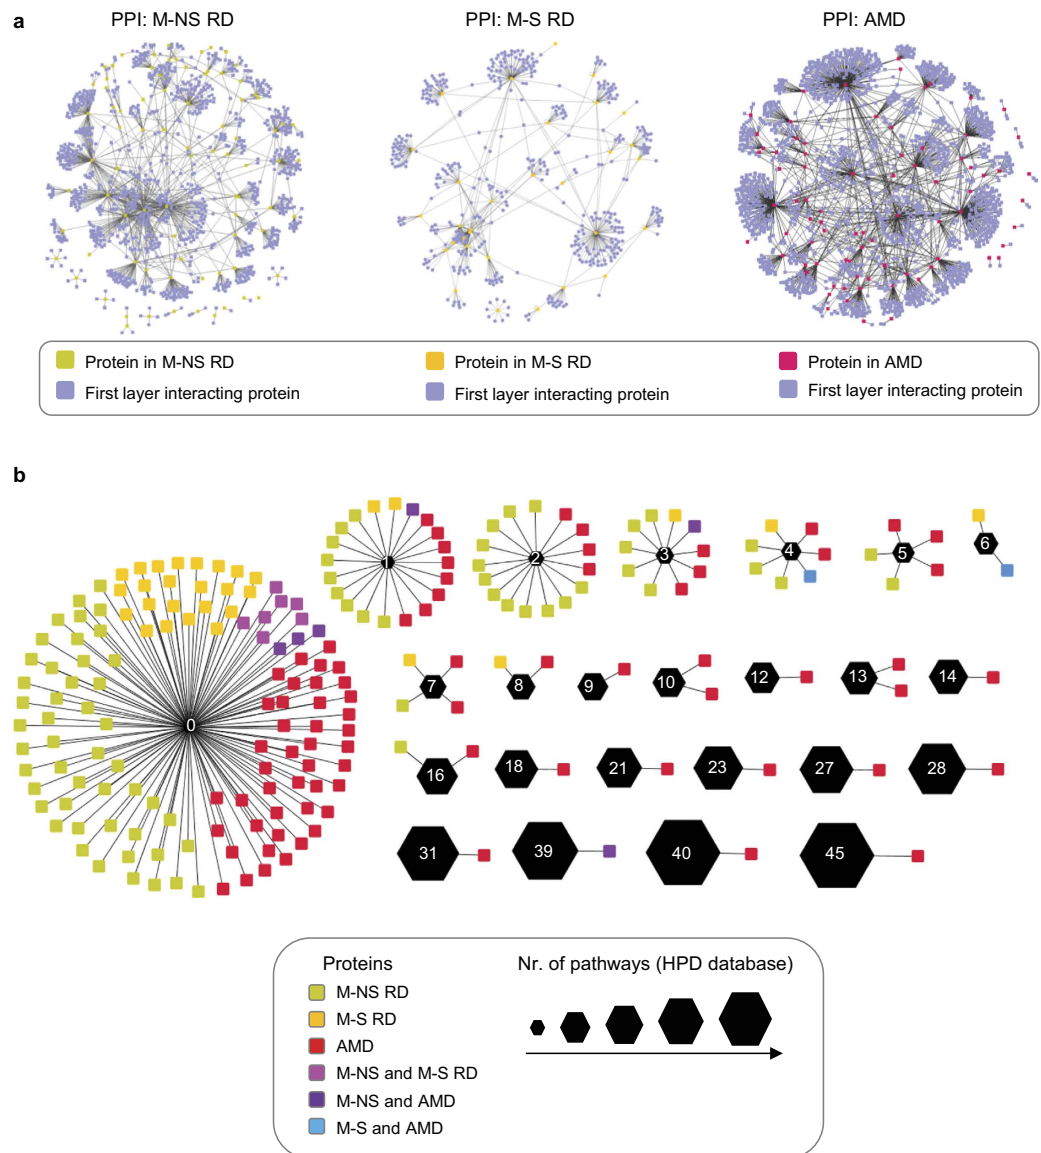 a
PPI: M-NS RD
PPI: M-S RD
PPI: AMD
Protein in M-NS RD
Protein in M-S RD
Protein in AMD
First layer interacting protein
First layer interacting protein
First layer interacting protein
b
1
2
3
4
5
6
0
7
8
9
10
12
13
14
16
18
21
23
27
28
31
39
40
45
Proteins
Nr. of pathways (HPD database)
M-NS RD
M-S RD
AMD
M-NS and M-S RD
M-NS and AMD
M-S and AMD